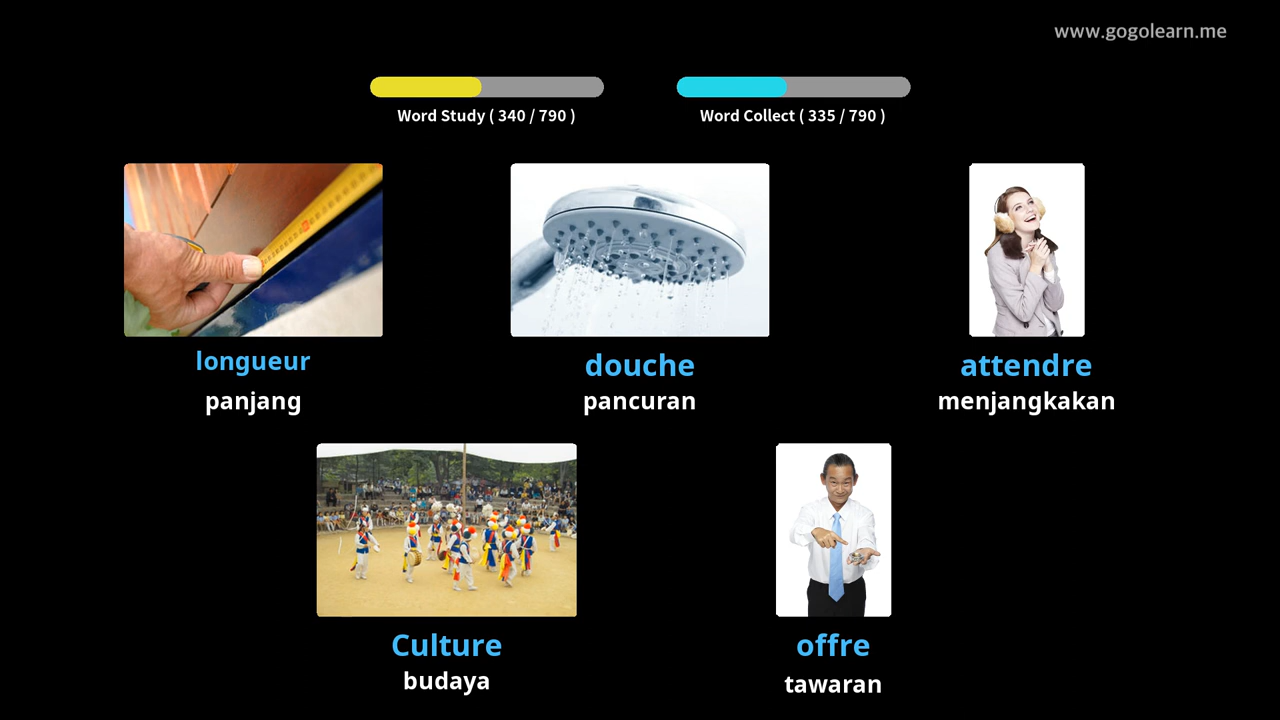 www.gogolearn.me
Word Study ( 340 / 790 )
Word Collect ( 335 / 790 )
longueur
panjang
douche
pancuran
attendre
menjangkakan
Culture
budaya
offre
tawaran